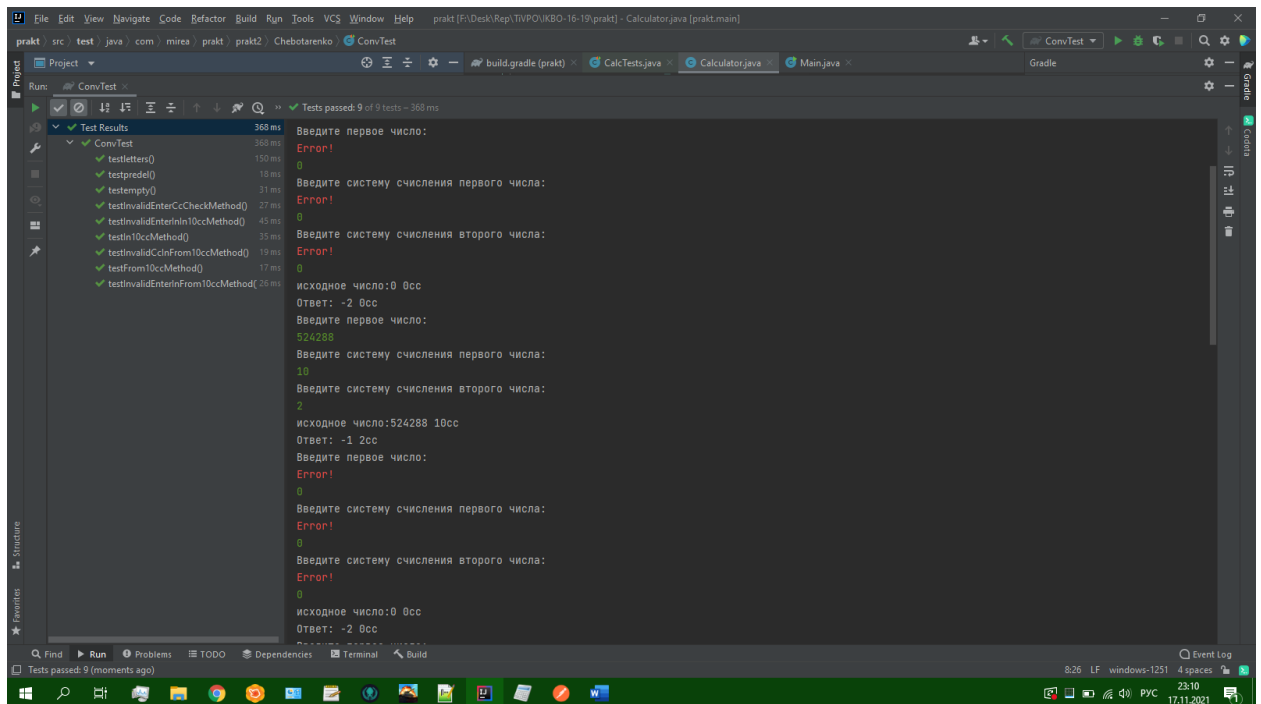 File Edit View Navigate Code Refactor Build Run Tools VCS Window Help prakt [F:\Desk\Rep\TiVPO\IKBO-16-19\prakt] - Calculator.java [prakt.main]
prakt src test java com mirea prakt prakt2 Chebotarenko ConvTest
ConvTest
Project
build.gradle (prakt) CalcTests.java Calculator.java Main.java
Gradle
Run: ConvTest
Tests passed: 9 of 9 tests – 368 ms
Test Results 368 ms
ConvTest 368 ms
testletters() 150 ms
testpredel() 18 ms
testempty() 31 ms
testInvalidEnterCcCheckMethod() 27 ms
testInvalidEnterInIn10ccMethod() 45 ms
testIn10ccMethod() 35 ms
testInvalidCcInFrom10ccMethod() 19 ms
testFrom10ccMethod() 17 ms
testInvalidEnterInFrom10ccMethod( 26 ms
Введите первое число:
Error!
0
Введите систему счисления первого числа:
Error!
0
Введите систему счисления второго числа:
Error!
0
исходное число:0 0сс
Ответ: -2 0сс
Введите первое число:
524288
Введите систему счисления первого числа:
10
Введите систему счисления второго числа:
2
исходное число:524288 10сс
Ответ: -1 2сс
Введите первое число:
Error!
0
Введите систему счисления первого числа:
Error!
0
Введите систему счисления второго числа:
Error!
0
исходное число:0 0сс
Ответ: -2 0сс
Project
Structure
Favorites
Gradle
Codota
Find Run Problems TODO Dependencies Terminal Build
Event Log
Tests passed: 9 (moments ago)
8:26 LF windows-1251 4 spaces
РУС
23:10
17.11.2021